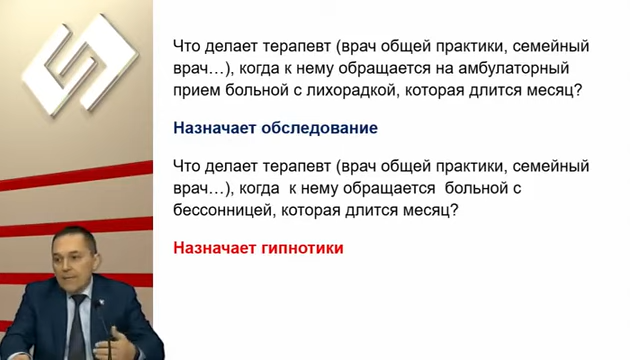 Что делает терапевт (врач общей практики, семейный
врач…), когда к нему обращается на амбулаторный
прием больной с лихорадкой, которая длится месяц?
Назначает обследование
Что делает терапевт (врач общей практики, семейный
врач…), когда к нему обращается больной с
бессонницей, которая длится месяц?
Назначает гипнотики